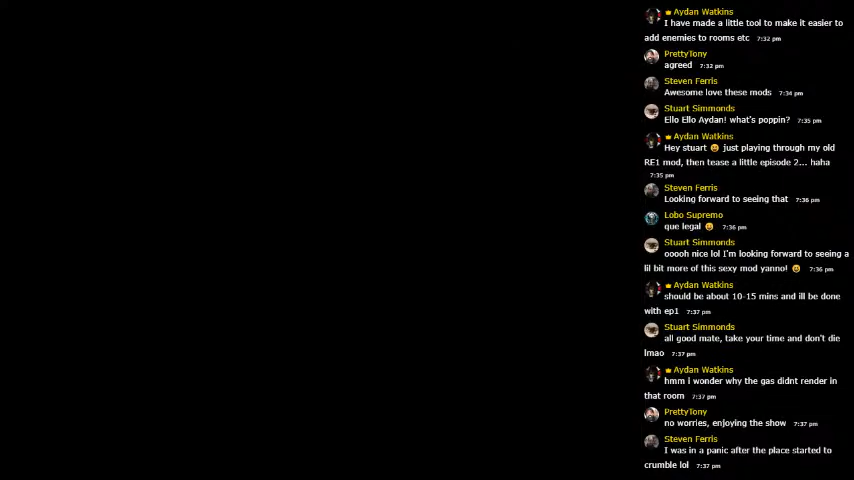 Aydan Watkins
I have made a little tool to make it easier to
add enemies to rooms etc 7:32 pm
PrettyTony
agreed 7:32 pm
Steven Ferris
Awesome love these mods 7:34 pm
Stuart Simmonds
Ello Ello Aydan! what's poppin? 7:35 pm
Aydan Watkins
Hey stuart 😀 just playing through my old
RE1 mod, then tease a little episode 2... haha
7:35 pm
Steven Ferris
Looking forward to seeing that 7:36 pm
Lobo Supremo
que legal 😀 7:36 pm
Stuart Simmonds
ooooh nice lol I'm looking forward to seeing a
lil bit more of this sexy mod yanno! 😀 7:36 pm
Aydan Watkins
should be about 10-15 mins and ill be done
with ep1 7:37 pm
Stuart Simmonds
all good mate, take your time and don't die
lmao 7:37 pm
Aydan Watkins
hmm i wonder why the gas didnt render in
that room 7:37 pm
PrettyTony
no worries, enjoying the show 7:37 pm
Steven Ferris
I was in a panic after the place started to
crumble lol 7:37 pm